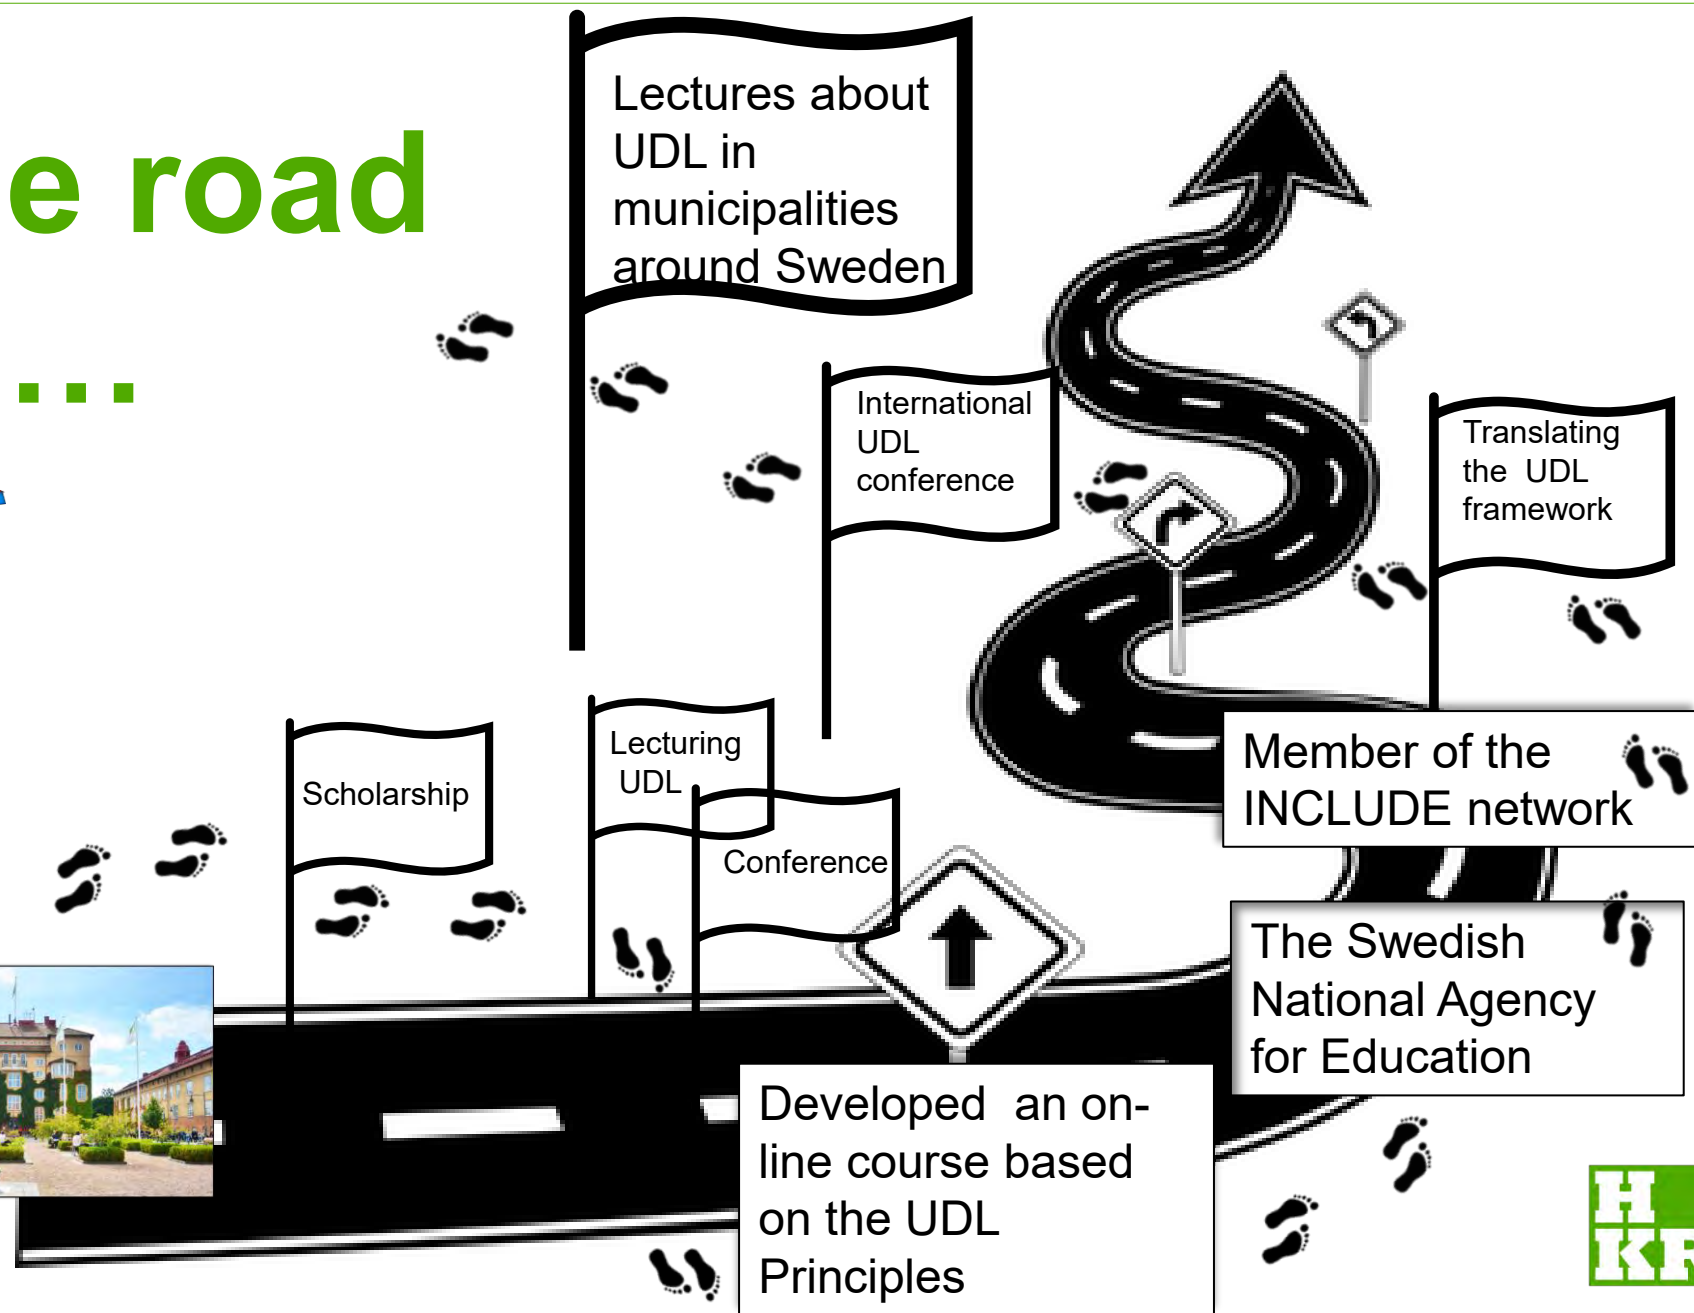 e road
...
Lectures about
UDL in
municipalities
around Sweden
International
UDL
conference
Translating
the UDL
framework
Scholarship
Lecturing
UDL
Conference
Member of the
INCLUDE network
The Swedish
National Agency
for Education
Developed an on-
line course based
on the UDL
Principles
H
KR